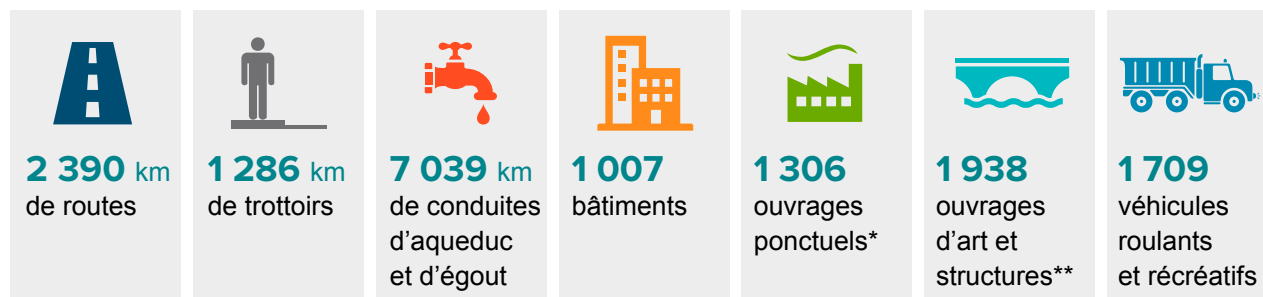 2 390 km
de routes
1 286 km
de trottoirs
7 039 km
de conduites
d’aqueduc
et d’égout
1 007
bâtiments
1 306
ouvrages
ponctuels*
1 938
ouvrages
d’art et
structures**
1 709
véhicules
roulants
et récréatifs